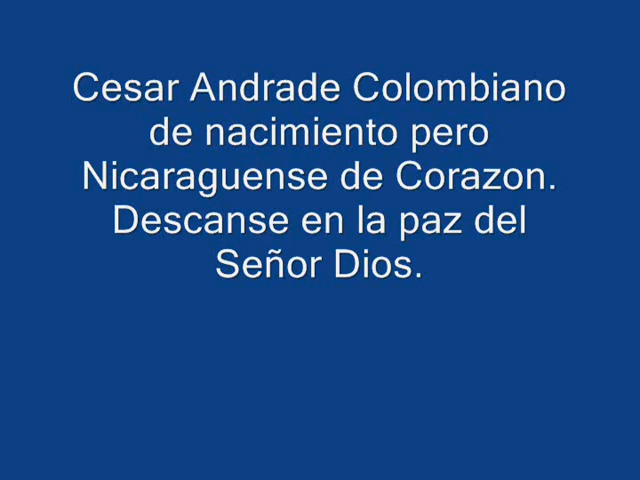 Cesar Andrade Colombiano
de nacimiento pero
Nicaraguense de Corazon.
Descanse en la paz del
Señor Dios.